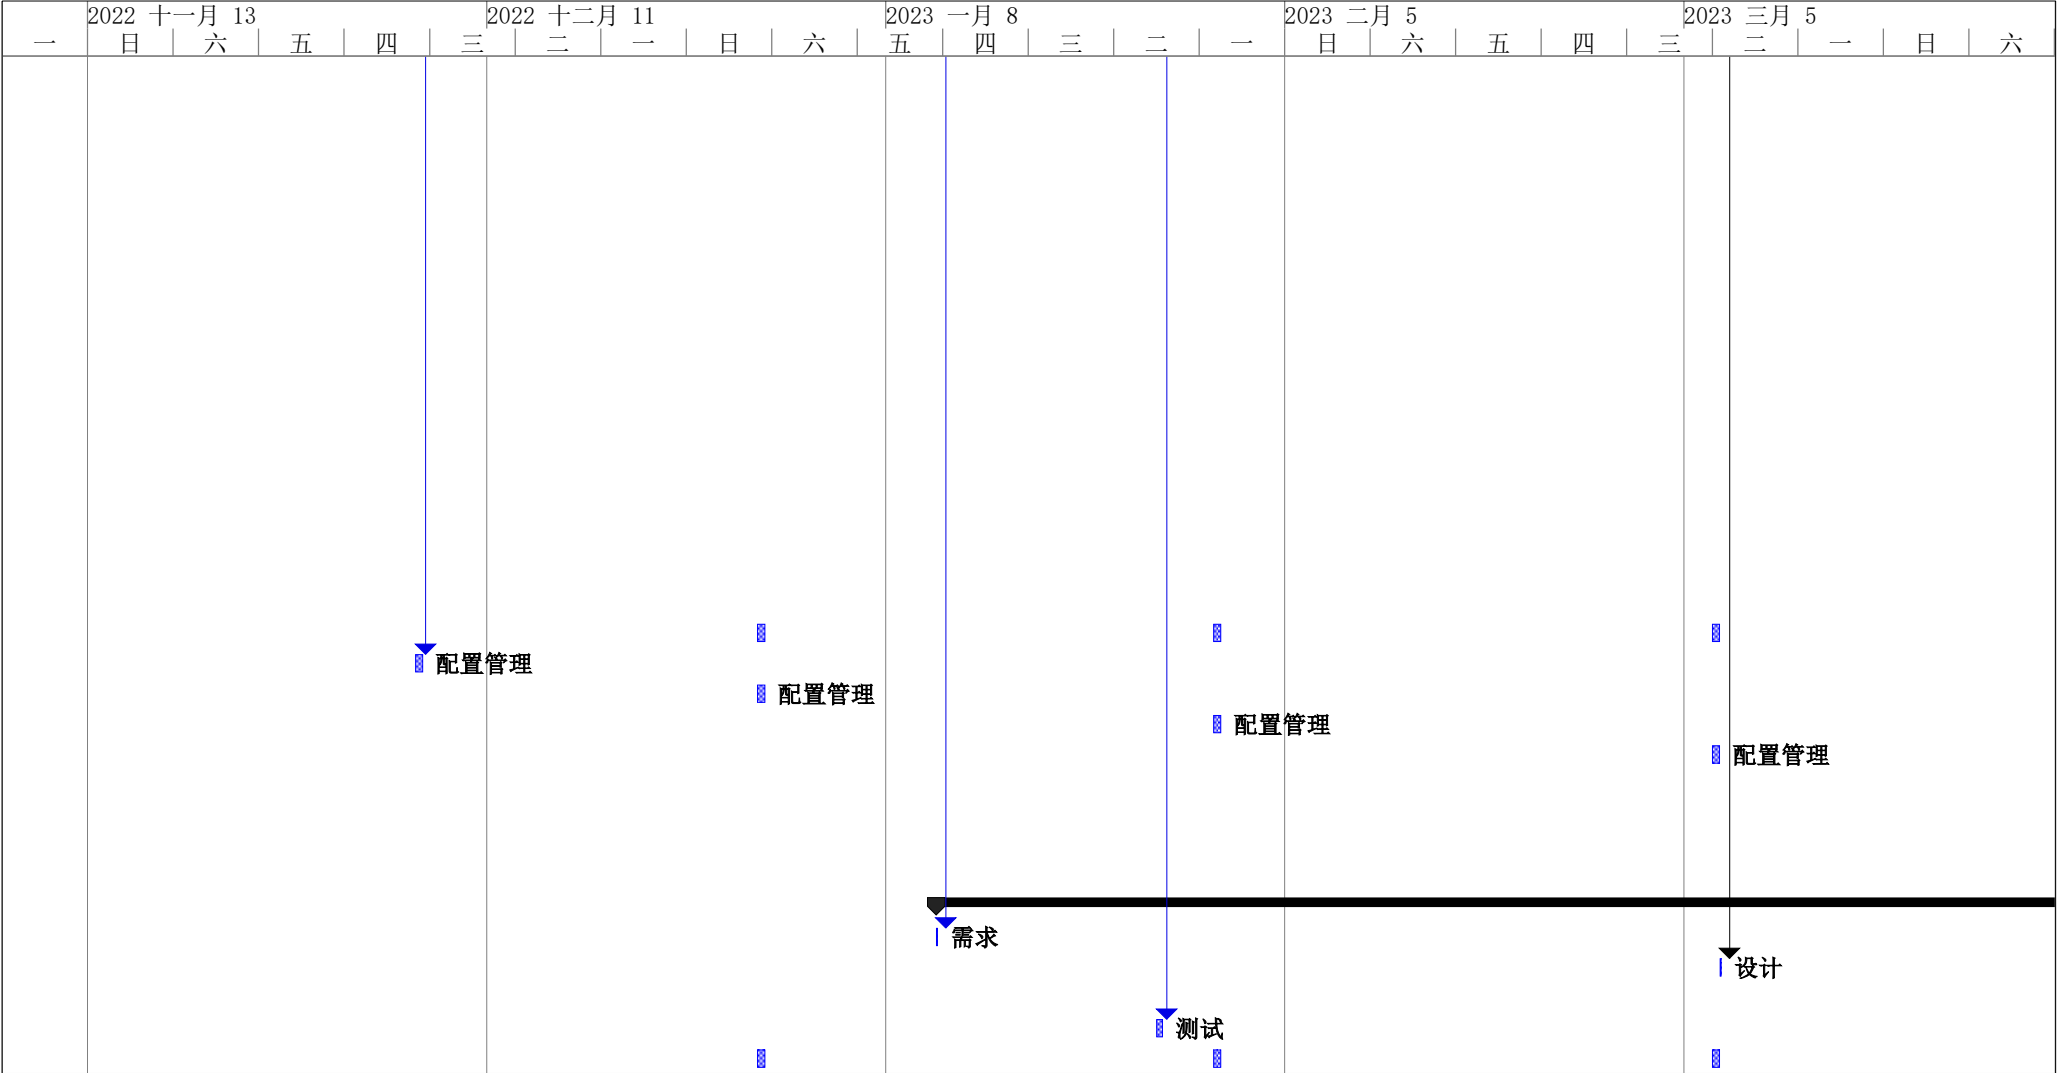 2022 十一月 13 2022 十二月 11 2023 一月 8 2023 二月 5 2023 三月 5
一 日 六 五 四 三 二 一 日 六 五 四 三 二 一 日 六 五 四 三 二 一 日 六
配置管理
配置管理
配置管理
配置管理
需求
设计
测试